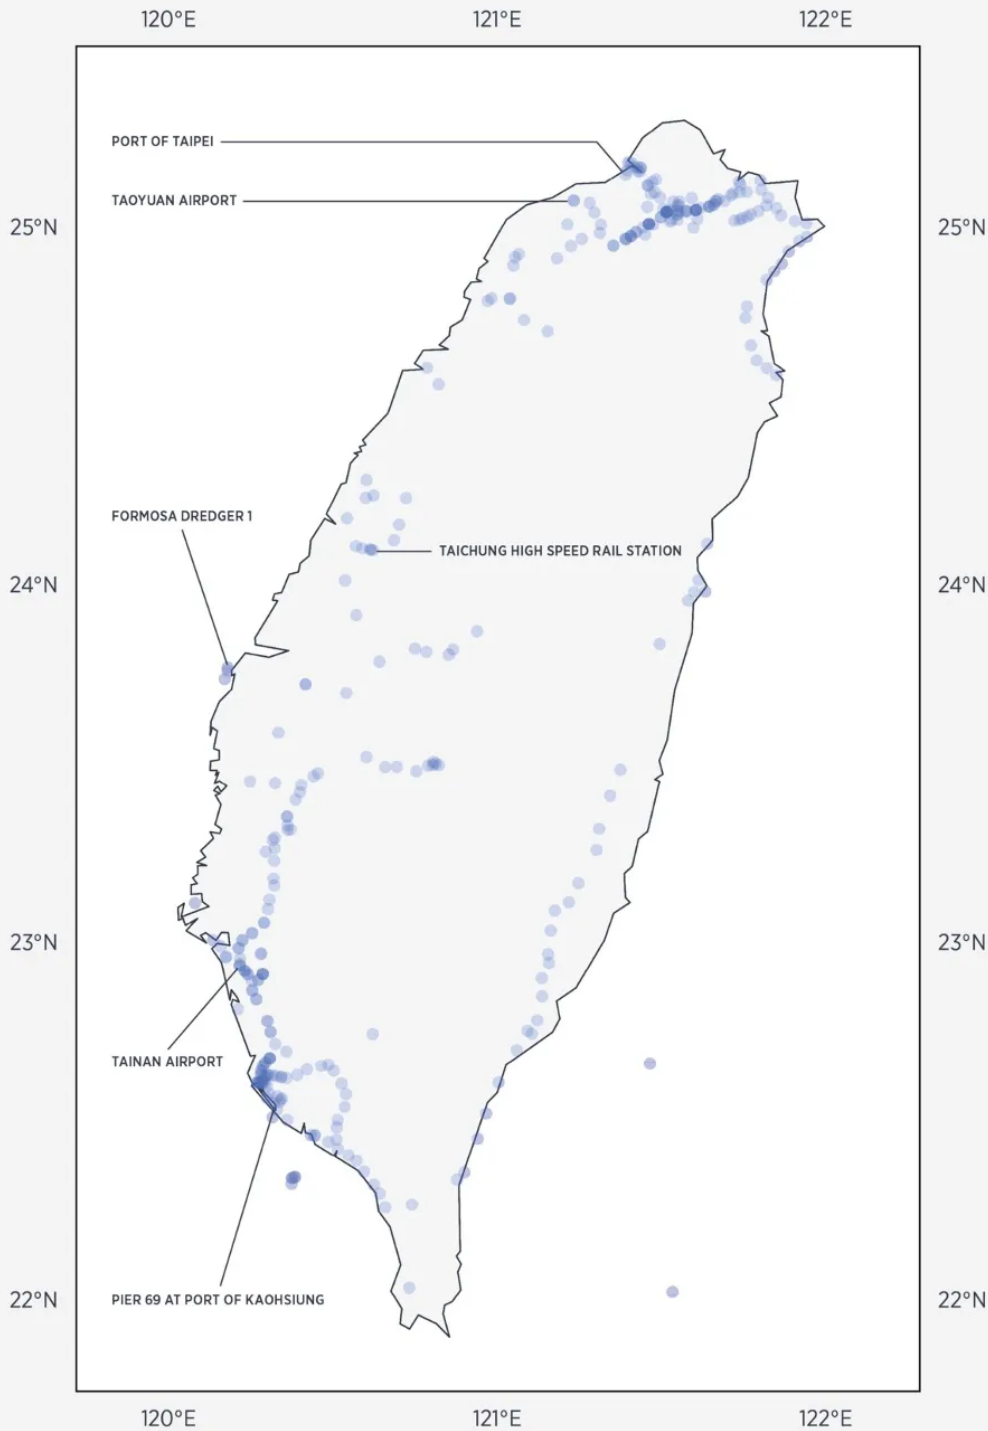 120°E 121°E 122°E
PORT OF TAIPEI
TAOYUAN AIRPORT
25°N 25°N
FORMOSA DREDGER 1
TAICHUNG HIGH SPEED RAIL STATION
24°N 24°N
23°N 23°N
TAINAN AIRPORT
PIER 69 AT PORT OF KAOHSIUNG
22°N 22°N
120°E 121°E 122°E